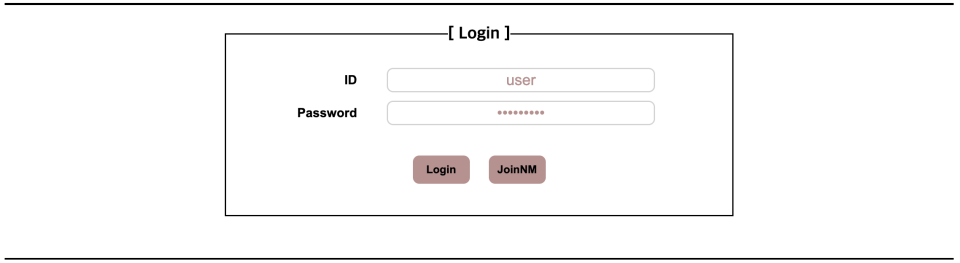 [ Login ]
ID user
Password •••••••••
Login JoinNM